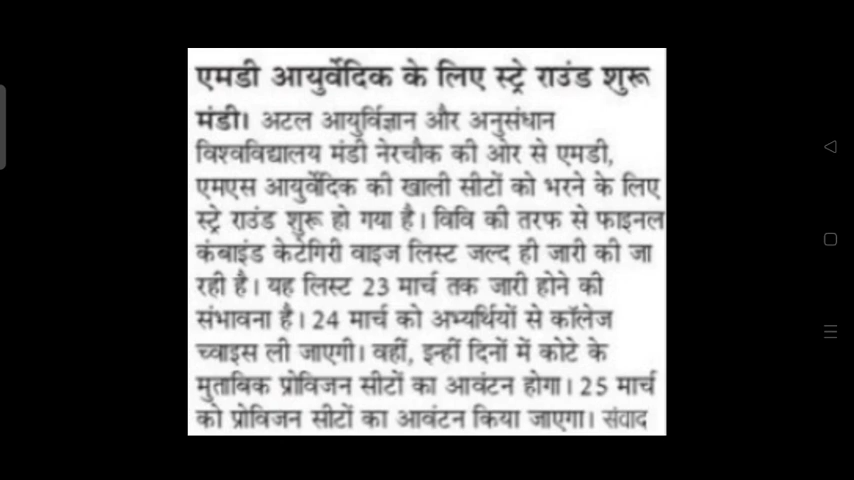 एमडी आयुर्वेदिक के लिए स्ट्रे राउंड शुरू
मंडी। अटल आयुर्विज्ञान और अनुसंधान
विश्वविद्यालय मंडी नेरचौक की ओर से एमडी,
एमएस आयुर्वेदिक की खाली सीटों को भरने के लिए
स्ट्रे राउंड शुरू हो गया है। विवि की तरफ से फाइनल
कंबाइंड केटेगिरी वाइज लिस्ट जल्द ही जारी की जा
रही है। यह लिस्ट 23 मार्च तक जारी होने की
संभावना है। 24 मार्च को अभ्यर्थियों से कॉलेज
च्वाइस ली जाएगी। वहीं, इन्हीं दिनों में कोटे के
मुताबिक प्रोविजन सीटों का आवंटन होगा। 25 मार्च
को प्रोविजन सीटों का आवंटन किया जाएगा। संवाद